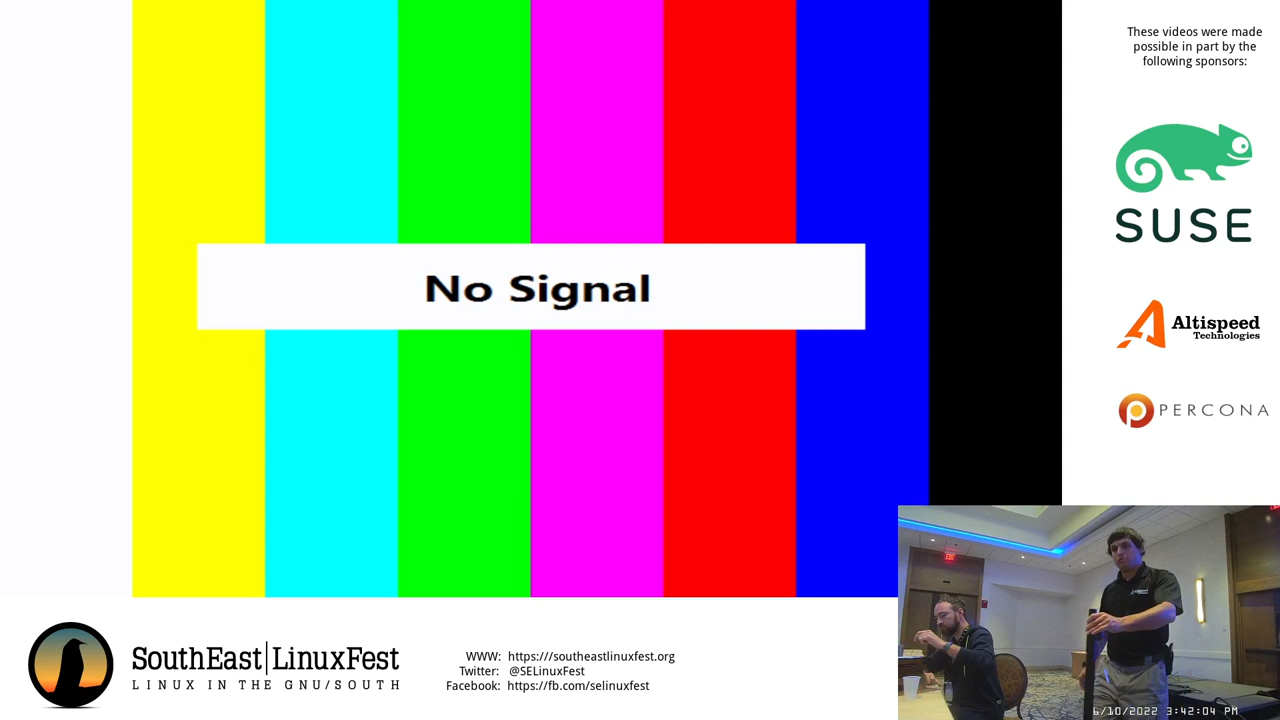 These videos were made
possible in part by the
following sponsors:
SUSE
No Signal
Altispeed
Technologies
PERCONA
SouthEast LinuxFest
LINUX IN THE GNU/SOUTH
WWW: https:///southeastlinuxfest.org
Twitter: @SELinuxFest
Facebook: https://fb.com/selinuxfest
EXIT
6/10/2022 3:42:04 PM